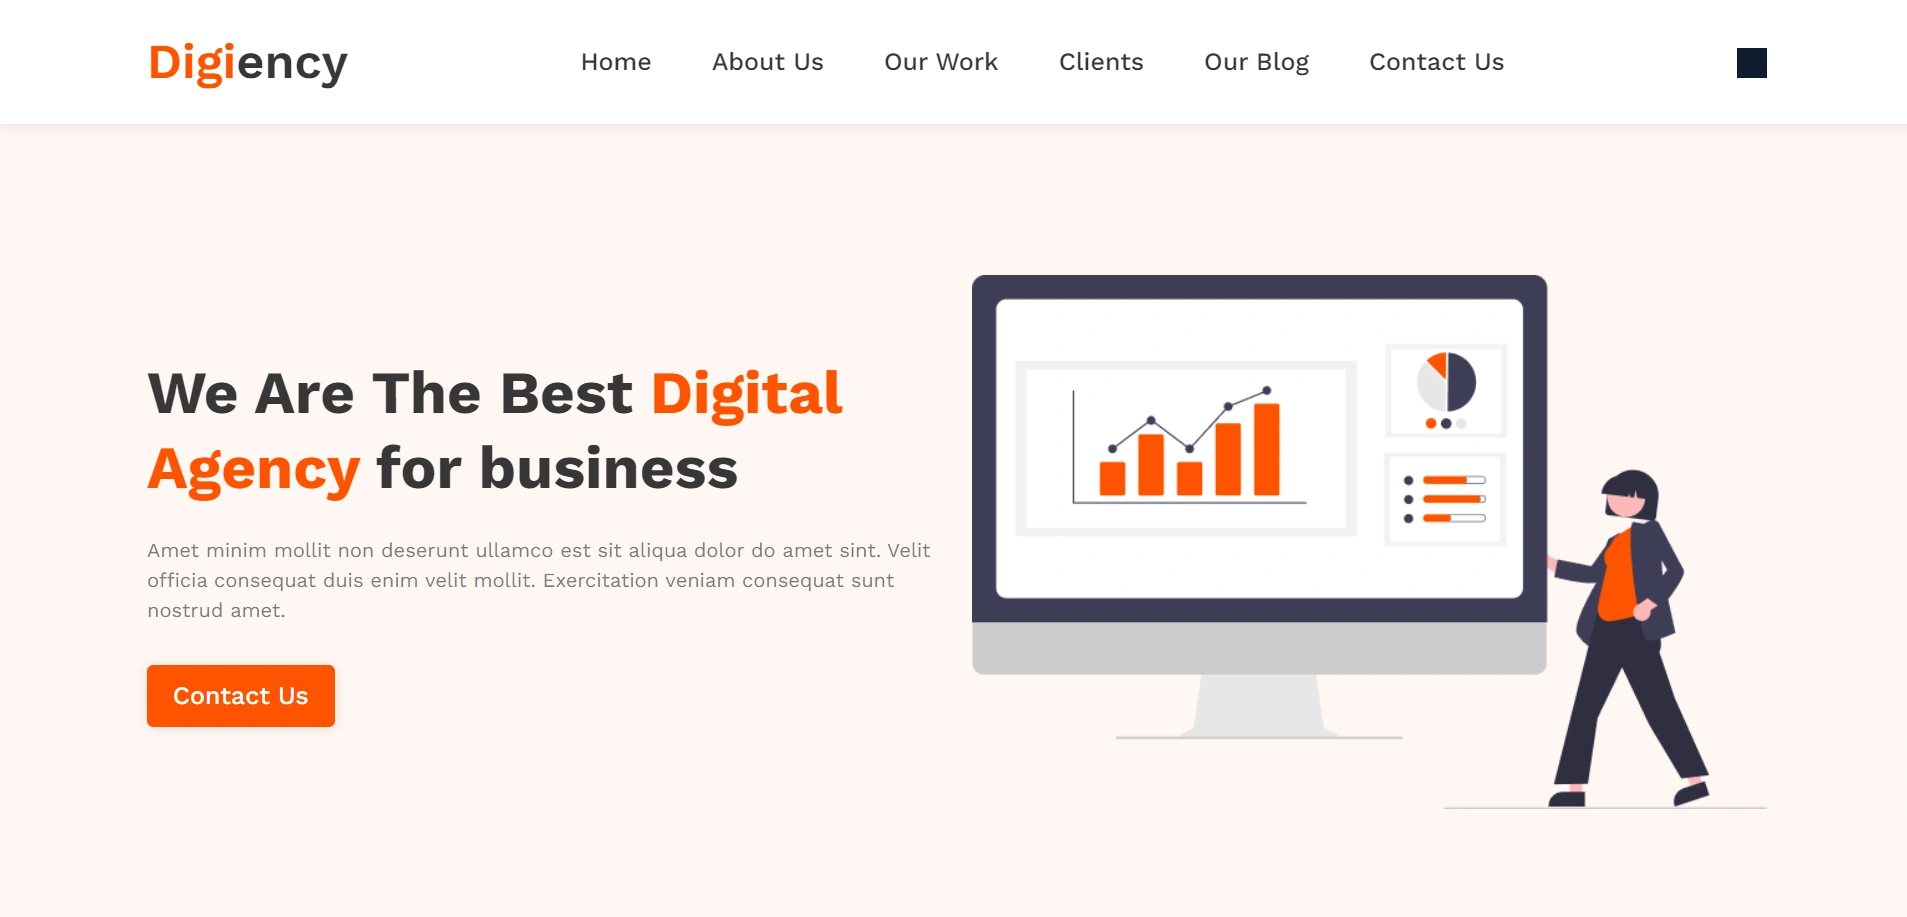 Digiency
Home About Us Our Work Clients Our Blog Contact Us
We Are The Best Digital
Agency for business
Amet minim mollit non deserunt ullamco est sit aliqua dolor do amet sint. Velit
officia consequat duis enim velit mollit. Exercitation veniam consequat sunt
nostrud amet.
Contact Us